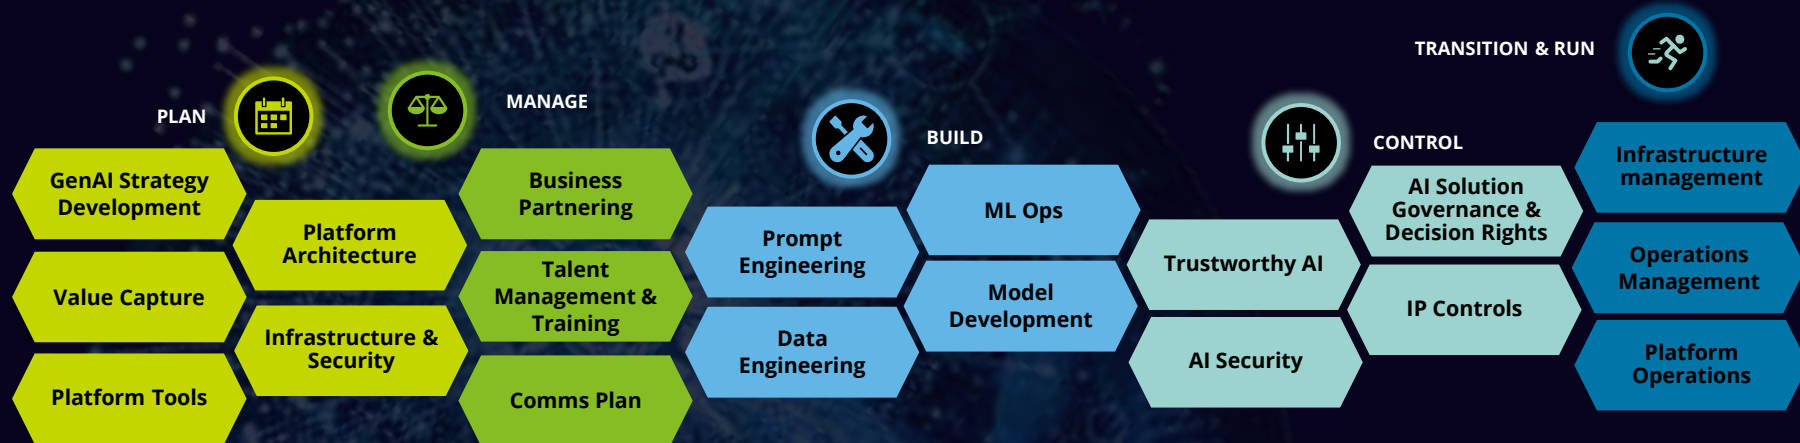 PLAN
GenAI Strategy
Development
Value Capture
Platform Tools
Platform
Architecture
Infrastructure &
Security
MANAGE
Business
Partnering
Talent
Management &
Training
Comms Plan
BUILD
Prompt
Engineering
Data
Engineering
ML Ops
Model
Development
CONTROL
Trustworthy AI
AI Security
AI Solution
Governance &
Decision Rights
IP Controls
TRANSITION & RUN
Infrastructure
management
Operations
Management
Platform
Operations